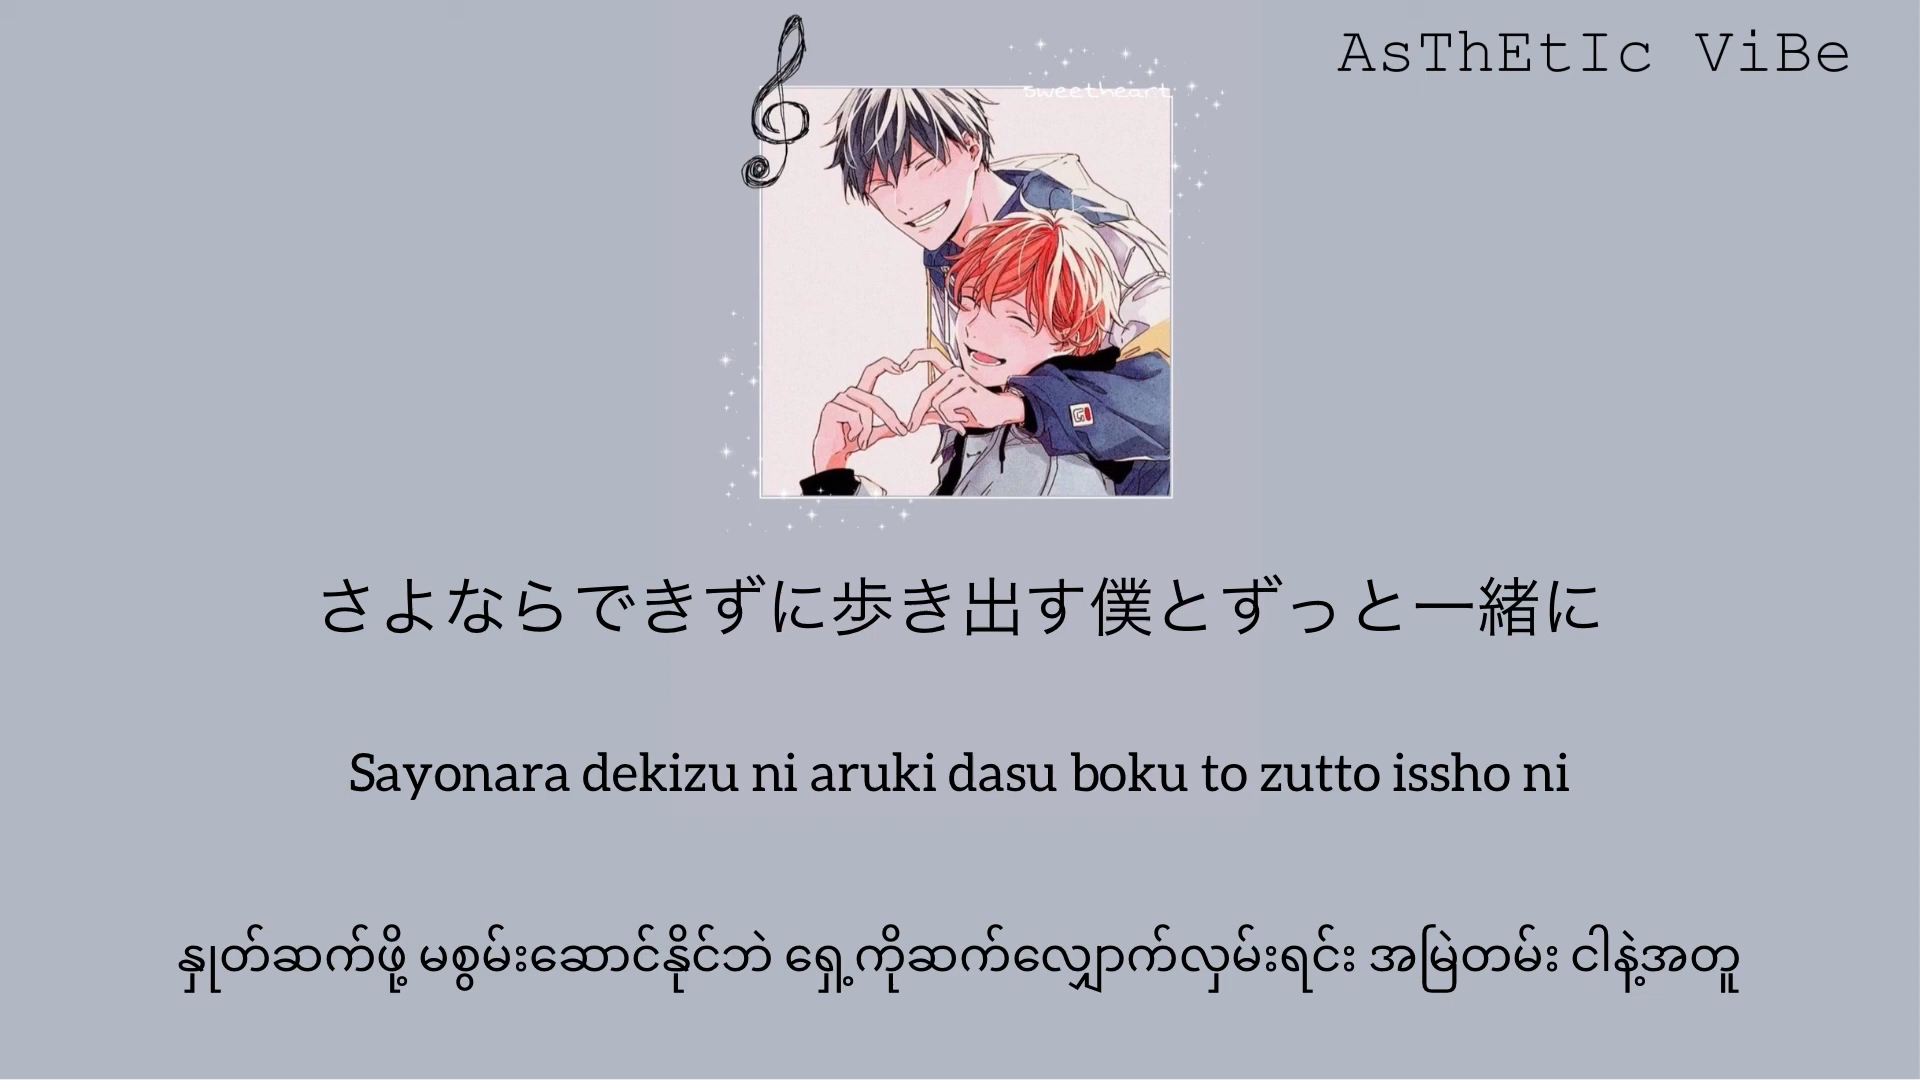 AsThEtIc ViBe
sweetheart
さよならできずに歩き出す僕とずっと一緒に
Sayonara dekizu ni aruki dasu boku to zutto issho ni
နှုတ်ဆက်ဖို့ မစွမ်းဆောင်နိုင်ဘဲ ရှေ့ကိုဆက်လျှောက်လှမ်းရင်း အမြဲတမ်း ငါနဲ့အတူ